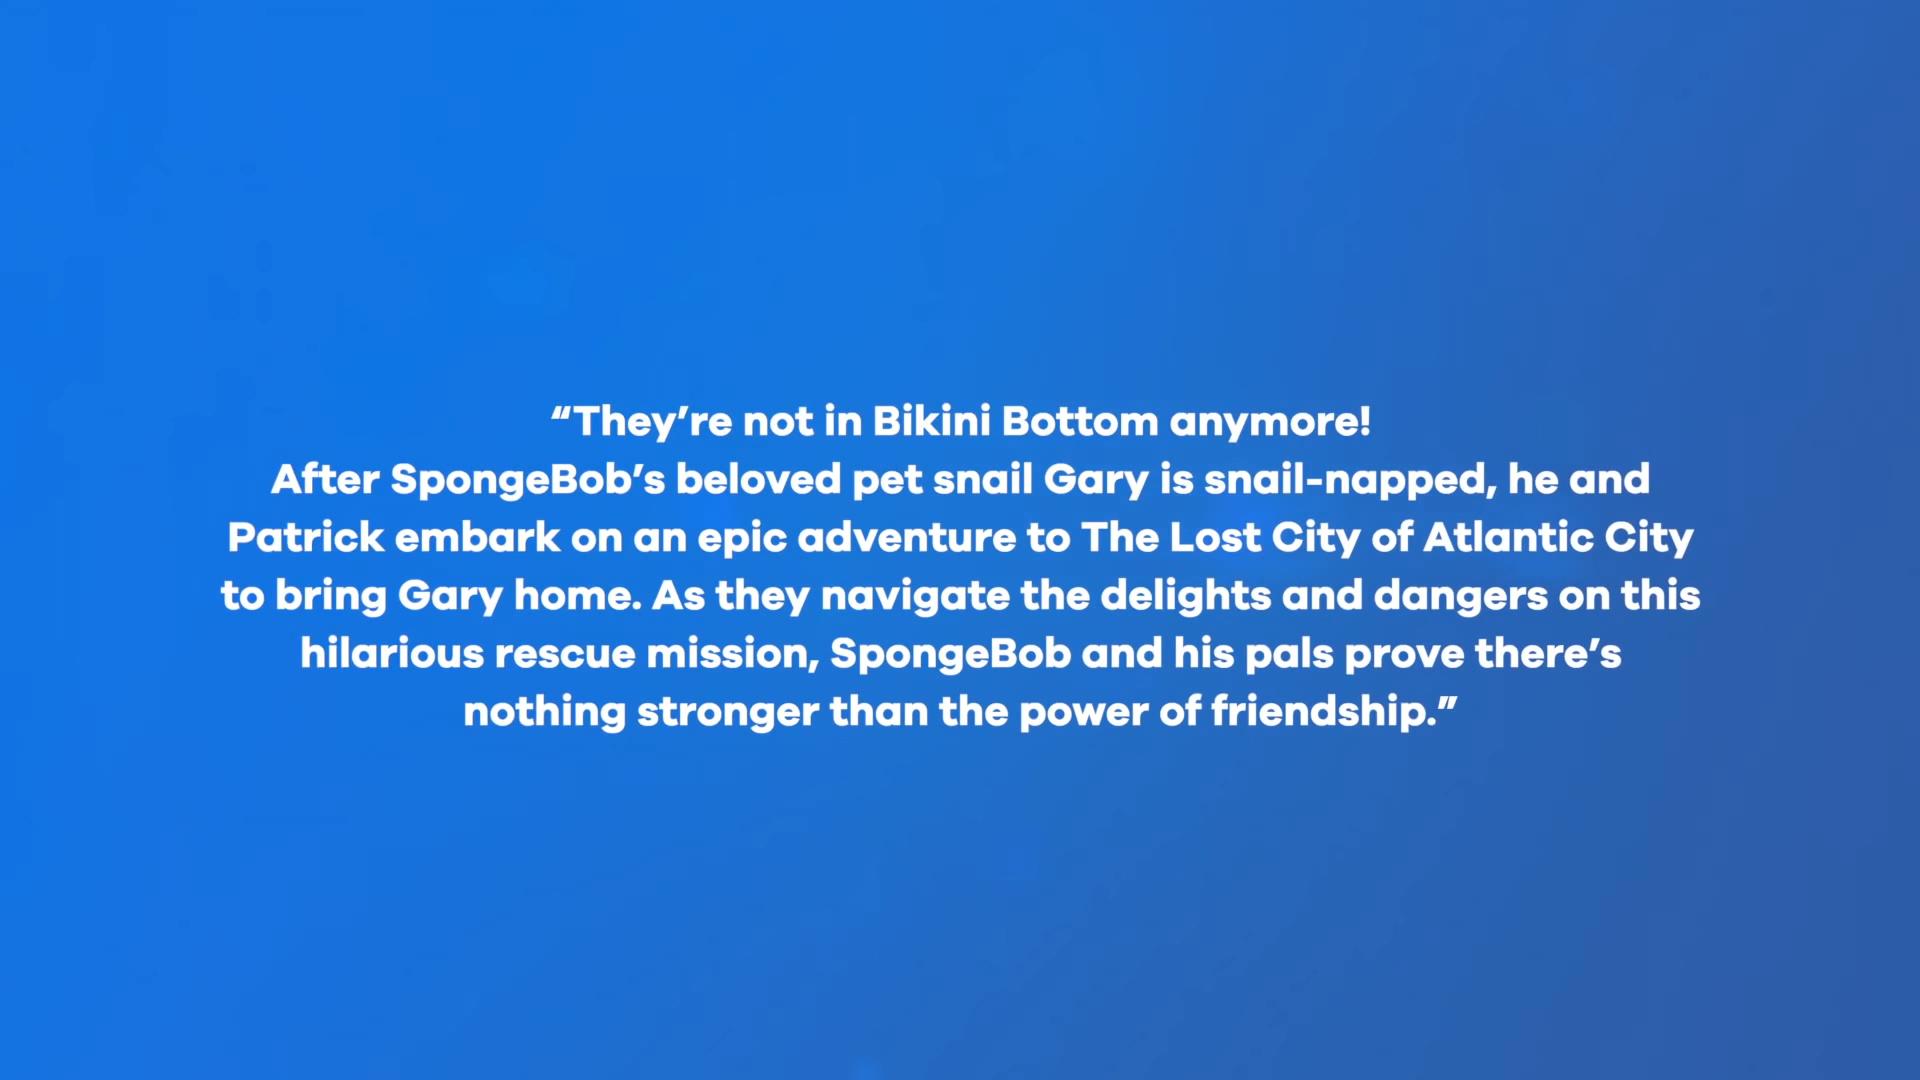 “They’re not in Bikini Bottom anymore!
After SpongeBob’s beloved pet snail Gary is snail-napped, he and
Patrick embark on an epic adventure to The Lost City of Atlantic City
to bring Gary home. As they navigate the delights and dangers on this
hilarious rescue mission, SpongeBob and his pals prove there’s
nothing stronger than the power of friendship.”